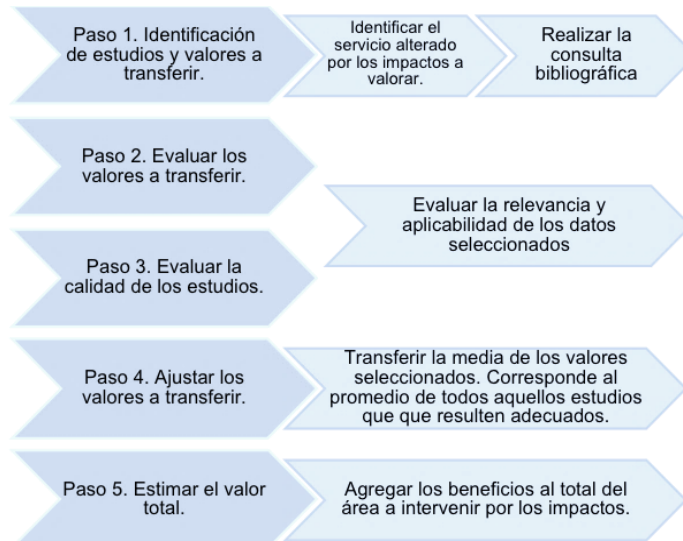 Paso 1. Identificación
de estudios y valores a
transferir.
Identificar el
servicio alterado
por los impactos a
valorar.
Realizar la
consulta
bibliográfica
Paso 2. Evaluar los
valores a transferir.
Evaluar la relevancia y
aplicabilidad de los datos
seleccionados
Paso 3. Evaluar la
calidad de los estudios.
Paso 4. Ajustar los
valores a transferir.
Transferir la media de los valores
seleccionados. Corresponde al
promedio de todos aquellos estudios
que que resulten adecuados.
Paso 5. Estimar el valor
total.
Agregar los beneficios al total del
área a intervenir por los impactos.